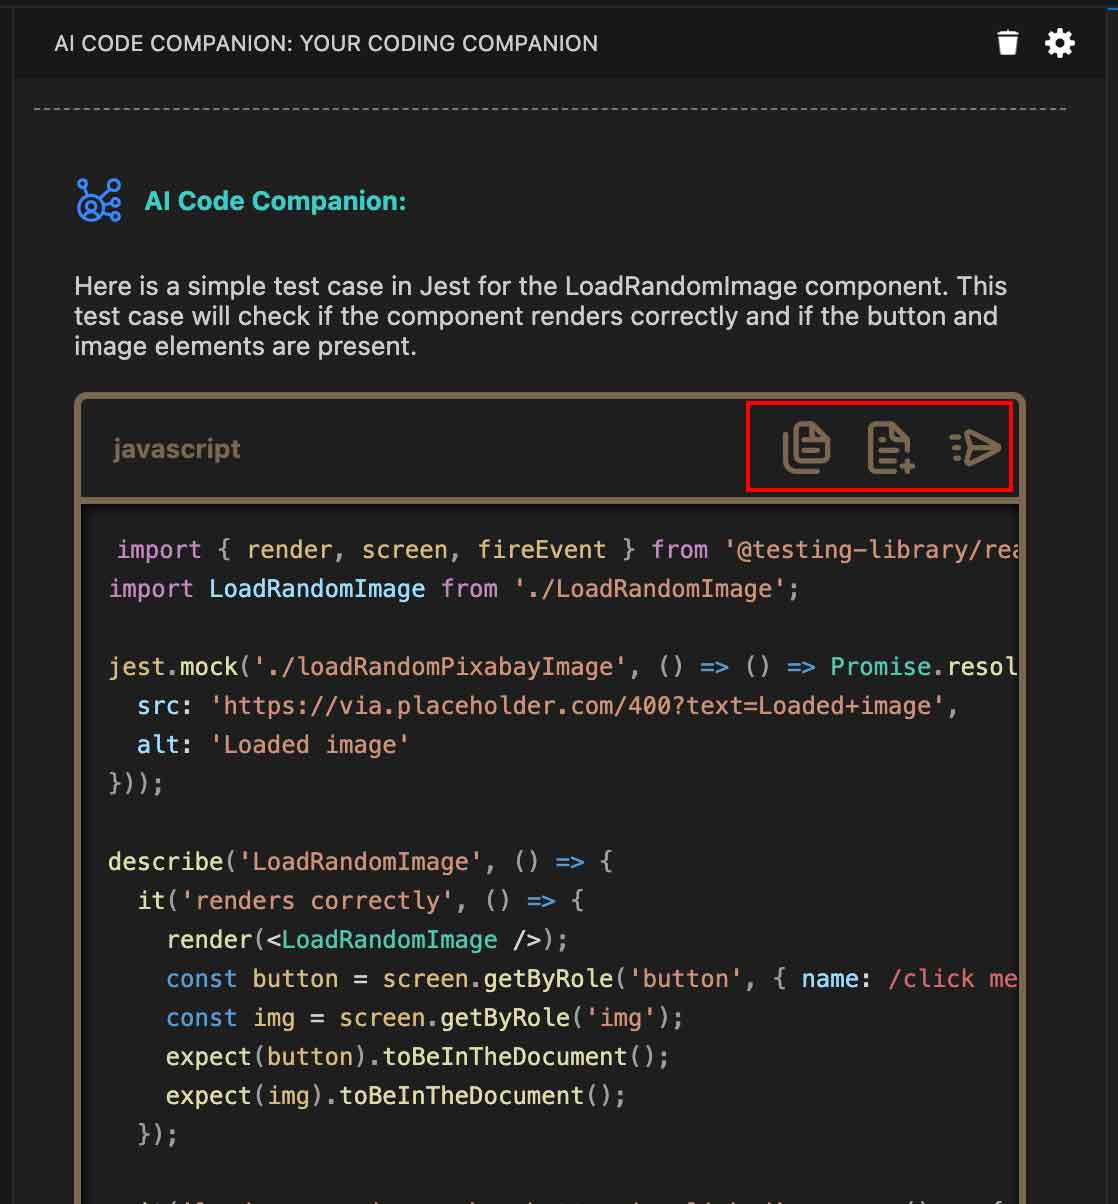 AI CODE COMPANION: YOUR CODING COMPANION
AI Code Companion:
Here is a simple test case in Jest for the LoadRandomImage component. This
test case will check if the component renders correctly and if the button and
image elements are present.
javascript
import { render, screen, fireEvent } from '@testing-library/rea
import LoadRandomImage from './LoadRandomImage';
jest.mock('./loadRandomPixabayImage', () => () => Promise.resol
src: 'https://via.placeholder.com/400?text=Loaded+image',
alt: 'Loaded image'
}));
describe('LoadRandomImage', () => {
it('renders correctly', () => {
render(<LoadRandomImage />);
const button = screen.getByRole('button', { name: /click me
const img = screen.getByRole('img');
expect(button).toBeInTheDocument();
expect(img).toBeInTheDocument();
});